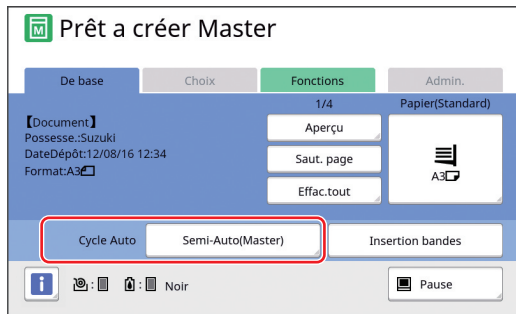 Prêt a créer Master
De base
Choix
Fonctions
Admin.
1/4
Papier(Standard)
【Document】
Possesse.:Suzuki
DateDépôt:12/08/16 12:34
Format:A3
Aperçu
Saut. page
Effac.tout
A3
Cycle Auto
Semi-Auto(Master)
Insertion bandes
i
: : Noir
Pause